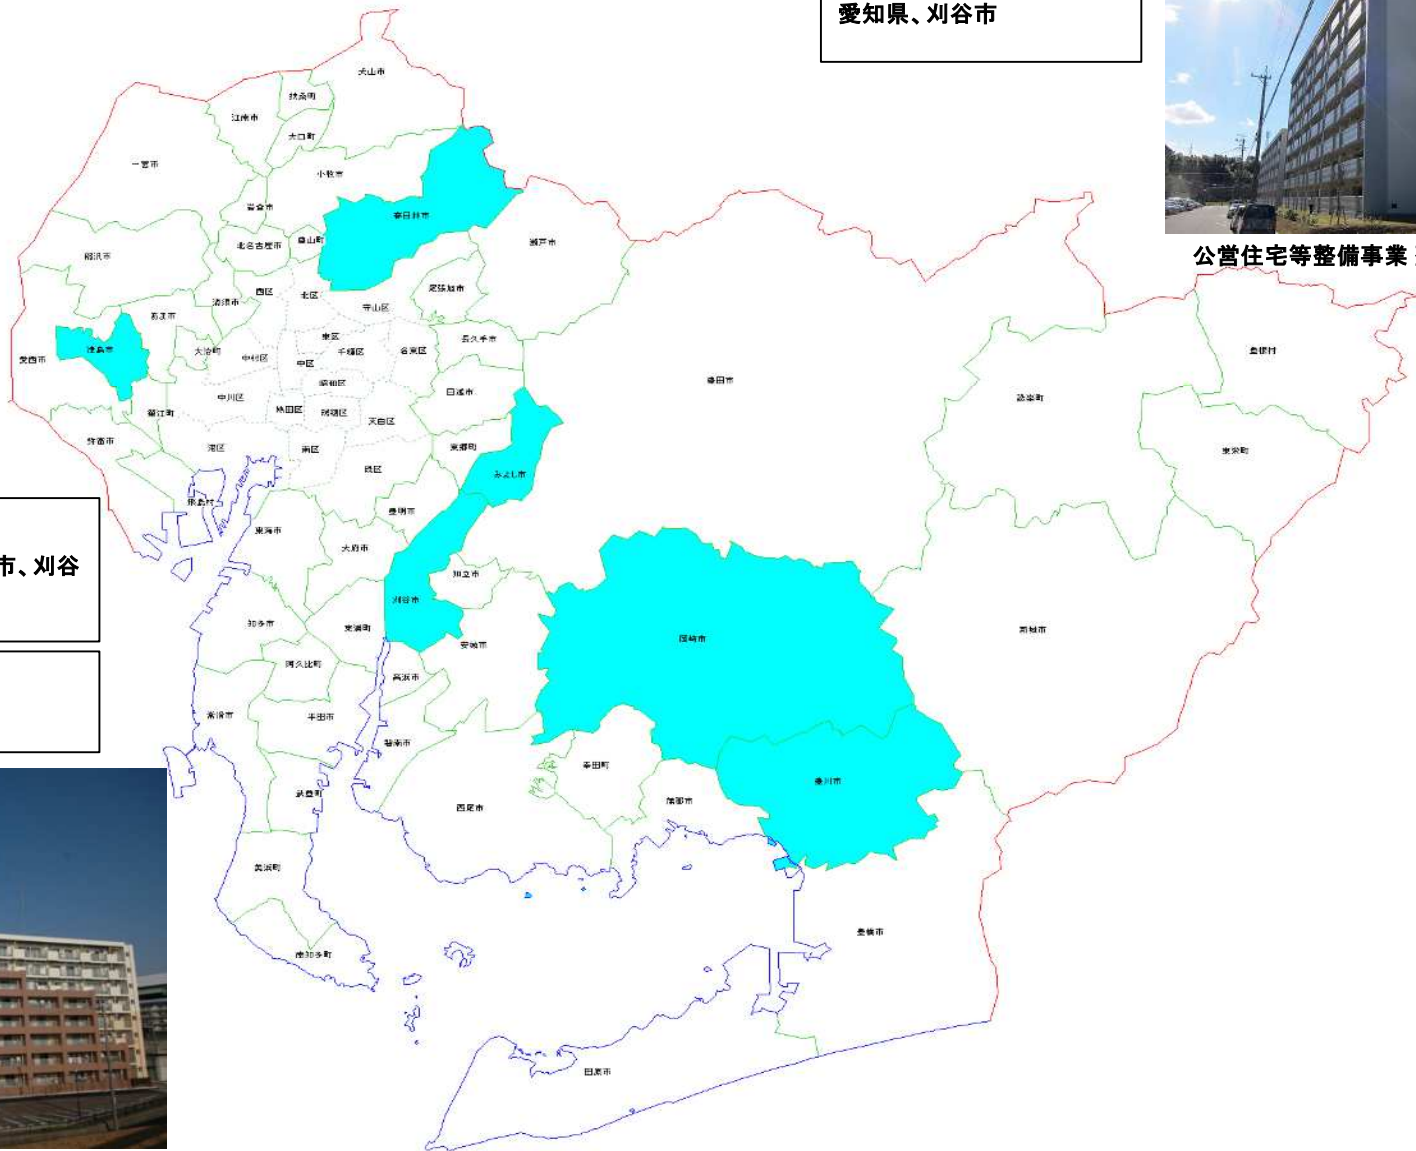 愛知県、刈谷市
公営住宅等整備事業
犬山市
扶桑町
江南市
大口町
一宮市
小牧市
岩倉市
春日井市
北名古屋市
豊山町
瀬戸市
稲沢市
尾張旭市
清須市
西区
北区
守山区
あま市
東区
長久手市
津島市
大治町
中村区
千種区
名東区
愛西市
中区
豊根村
豊田市
昭和区
日進市
中川区
設楽町
蟹江町
熱田区
瑞穂区
天白区
弥富市
港区
南区
東郷町
東栄町
緑区
みよし市
飛島村
豊明市
東海市
大府市
市、刈谷
知立市
刈谷市
知多市
東浦町
新城市
岡崎市
安城市
阿久比町
高浜市
常滑市
半田市
碧南市
幸田町
豊川市
武豊町
蒲郡市
西尾市
美浜町
豊橋市
南知多町
田原市